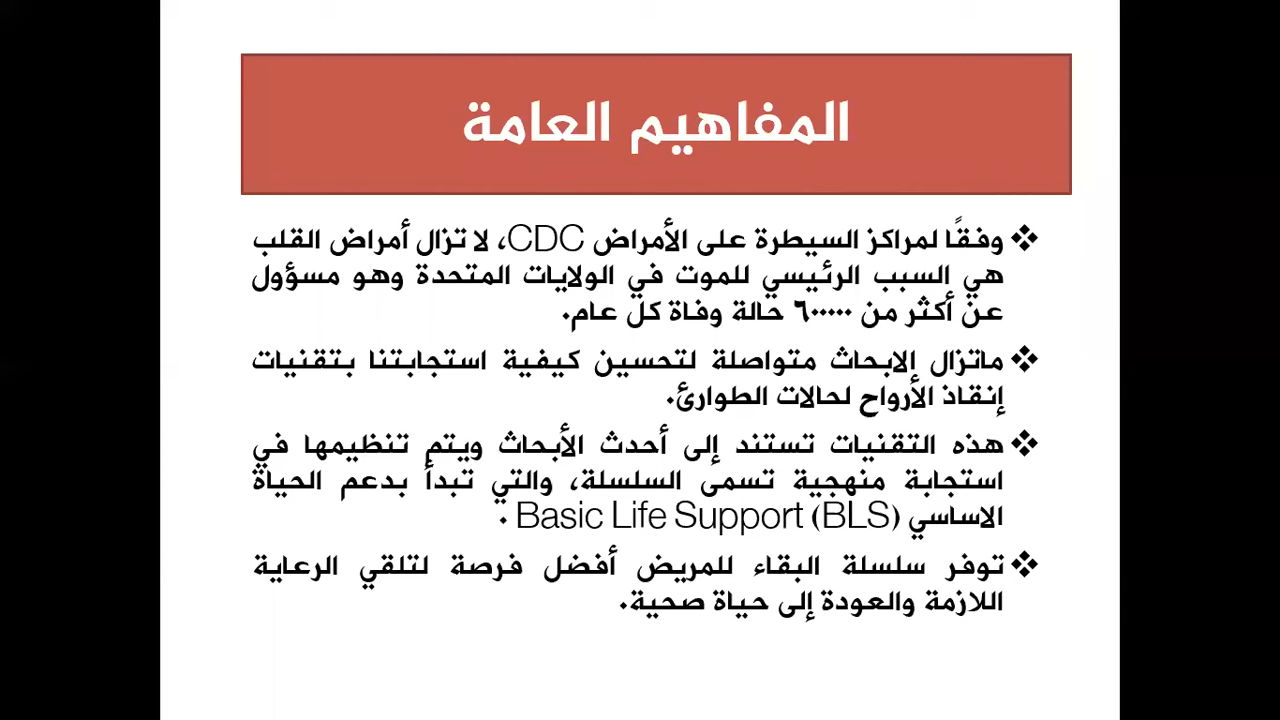 المفاهيم العامة
❖ وفقًا لمراكز السيطرة على الأمراض CDC، لا تزال أمراض القلب
هي السبب الرئيسي للموت في الولايات المتحدة وهو مسؤول
عن أكثر من ٦٠٠٠٠٠ حالة وفاة كل عام.
❖ ماتزال الابحاث متواصلة لتحسين كيفية استجابتنا بتقنيات
إنقاذ الأرواح لحالات الطوارئ.
❖ هذه التقنيات تستند إلى أحدث الأبحاث ويتم تنظيمها في
استجابة منهجية تسمى السلسلة، والتي تبدأ بدعم الحياة
الاساسي Basic Life Support (BLS) .
❖ توفر سلسلة البقاء للمريض أفضل فرصة لتلقي الرعاية
اللازمة والعودة إلى حياة صحية.